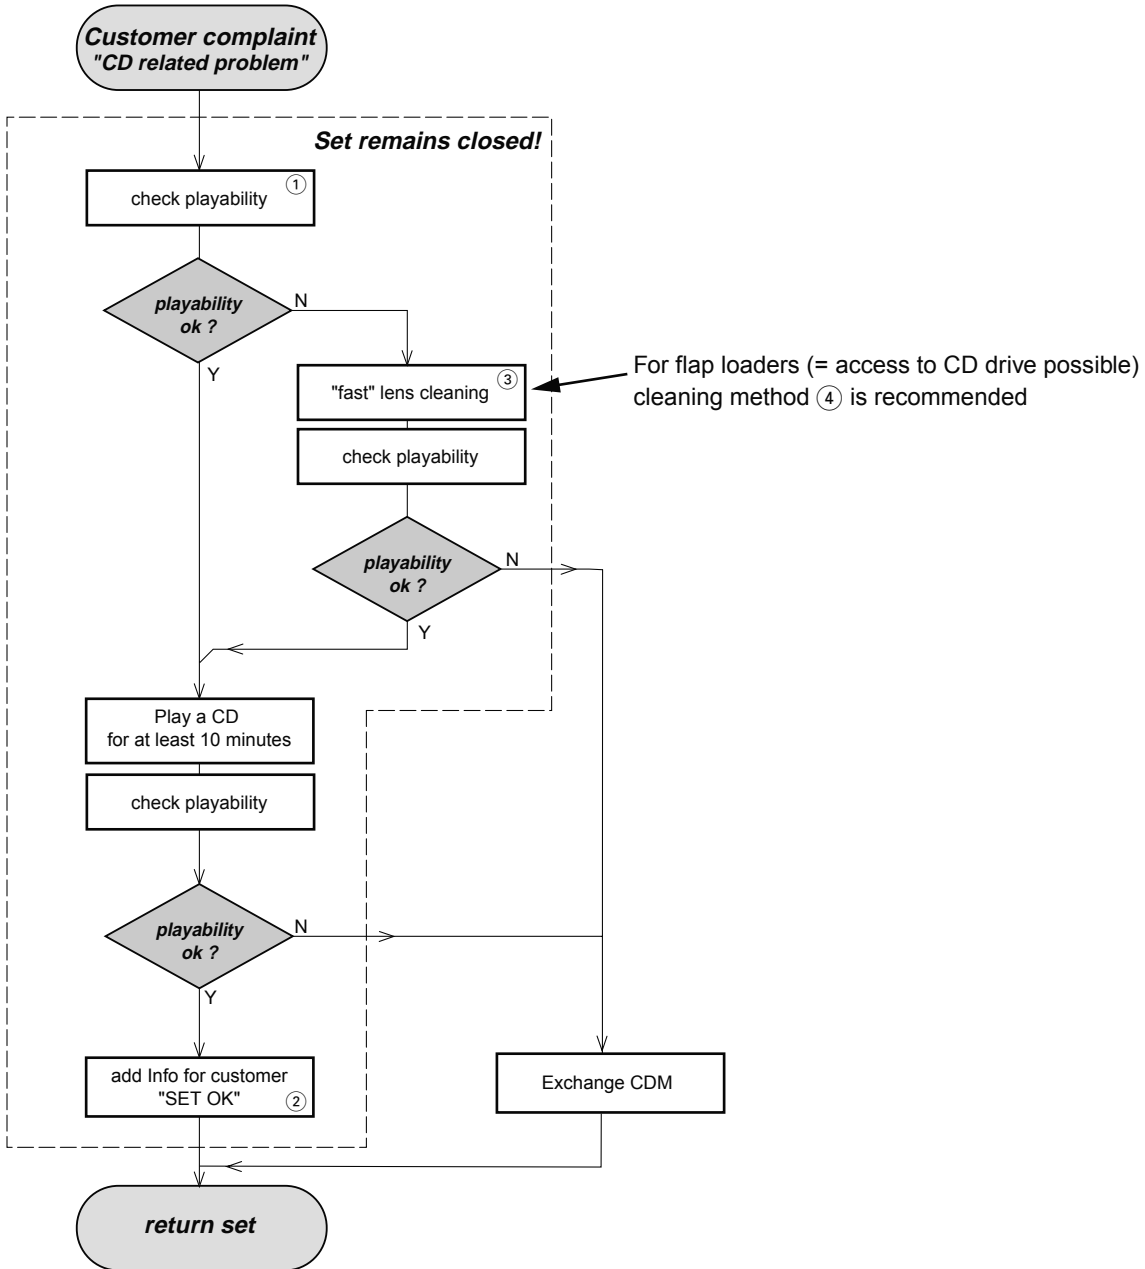 Customer complaint
"CD related problem"
Set remains closed!
check playability ①
playability
ok ?
N
Y
"fast" lens cleaning ③
For flap loaders (= access to CD drive possible)
cleaning method ④ is recommended
check playability
playability
ok ?
N
Y
Play a CD
for at least 10 minutes
check playability
playability
ok ?
N
Y
add Info for customer
"SET OK" ②
Exchange CDM
return set